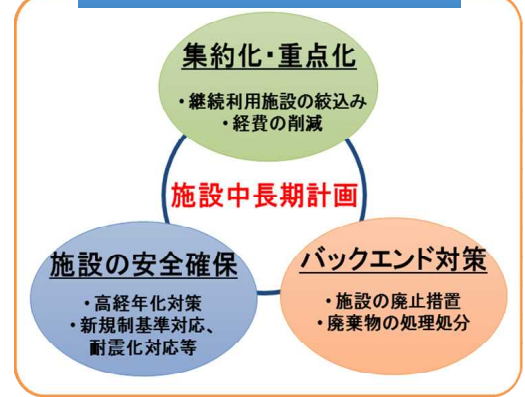 集約化・重点化
・継続利用施設の絞込み
・経費の削減
施設中長期計画
施設の安全確保
・高経年化対策
・新規制基準対応、
耐震化対応等
バックエンド対策
・施設の廃止措置
・廃棄物の処理処分